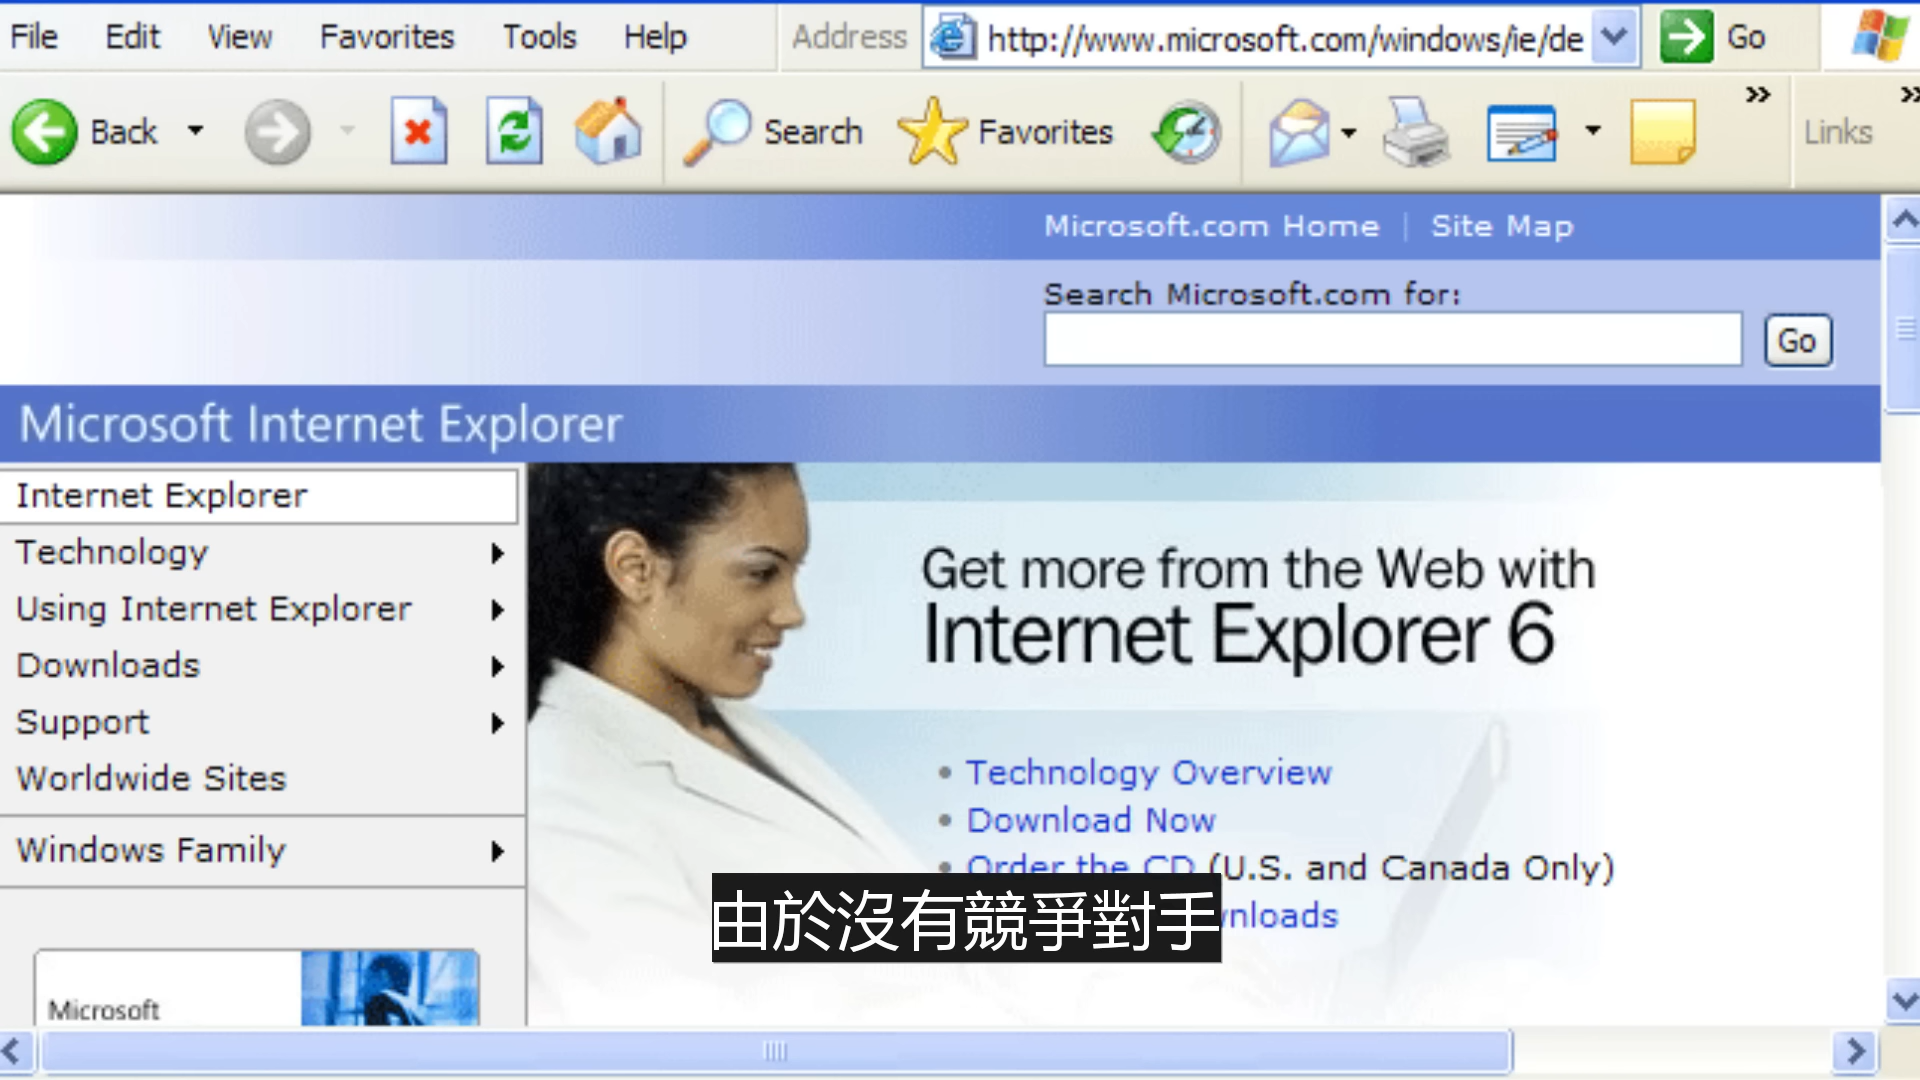 File Edit View Favorites Tools Help Address http://www.microsoft.com/windows/ie/de Go
Back Search Favorites Links
Microsoft.com Home | Site Map
Search Microsoft.com for:
Go
Microsoft Internet Explorer
Internet Explorer
Technology
Using Internet Explorer
Downloads
Support
Worldwide Sites
Windows Family
Microsoft
Get more from the Web with
Internet Explorer 6
• Technology Overview
• Download Now
• Order the CD (U.S. and Canada Only)
wnloads
由於沒有競爭對手